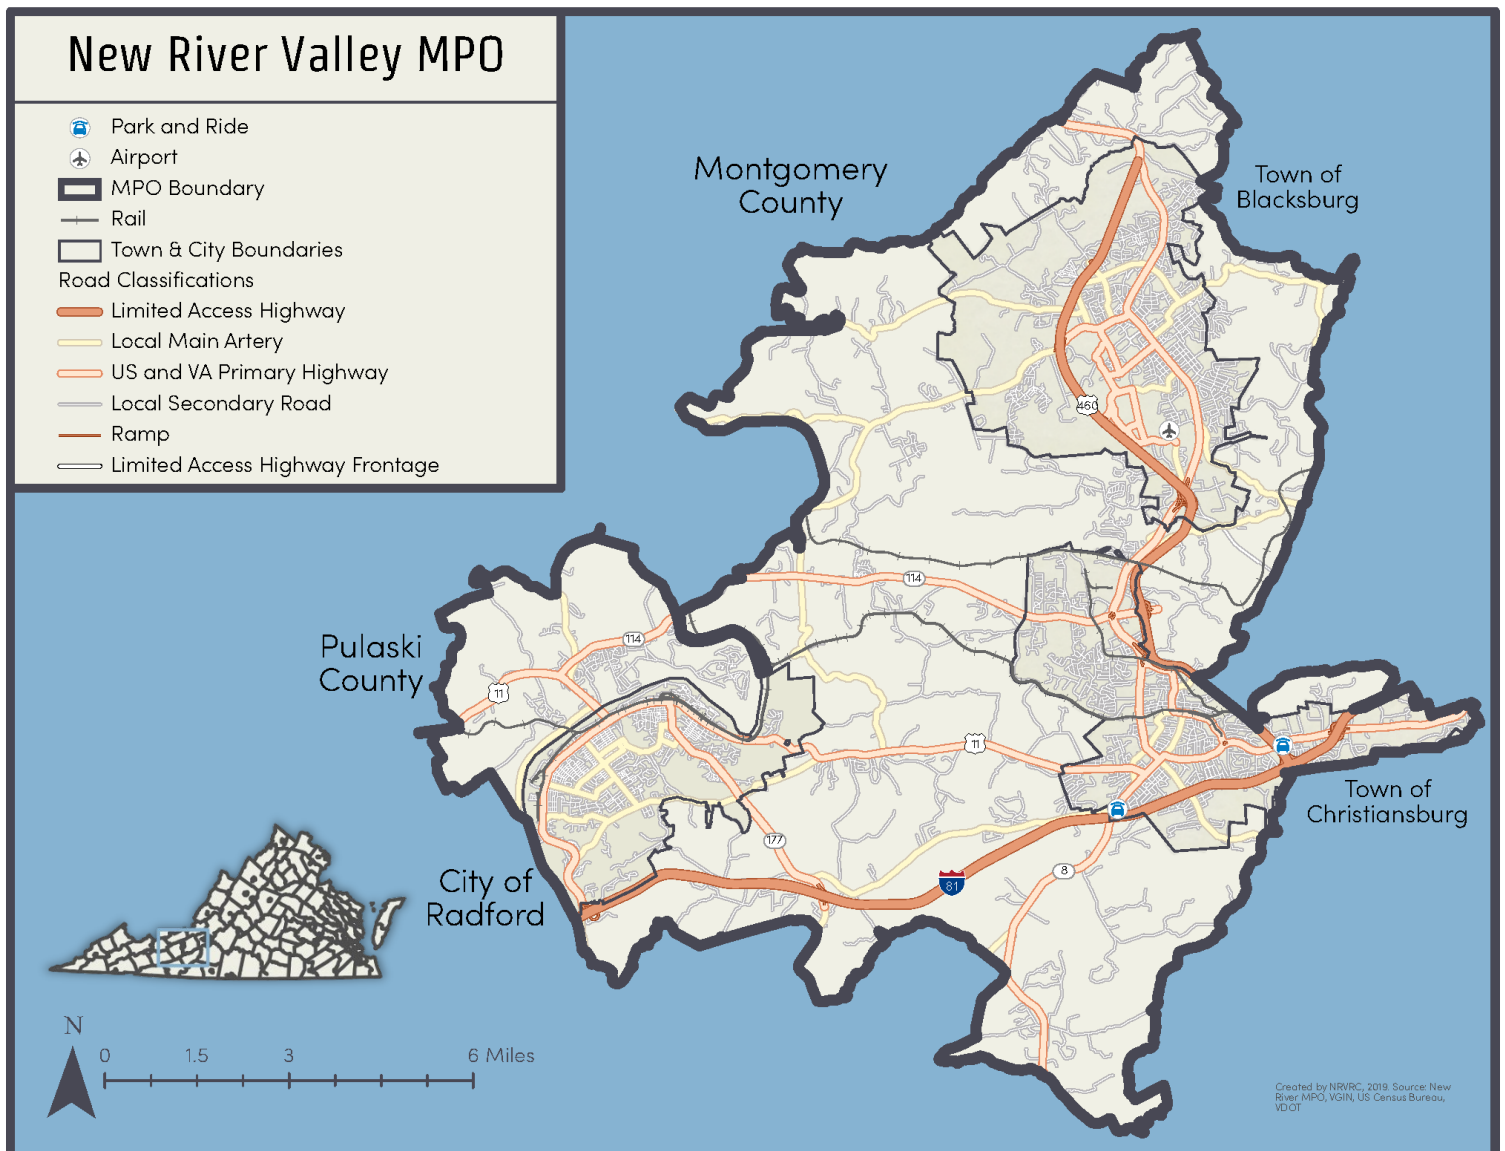 New River Valley MPO
Park and Ride
Airport
MPO Boundary
Rail
Town & City Boundaries
Road Classifications
Limited Access Highway
Local Main Artery
US and VA Primary Highway
Local Secondary Road
Ramp
Limited Access Highway Frontage
Montgomery
County
Town of
Blacksburg
460
114
Pulaski
County
114
11
11
Town of
Christiansburg
177
8
81
City of
Radford
N
0 1.5 3 6 Miles
Created by NRVRC, 2019. Source: New
River MPO, VGIN, US Census Bureau,
VDOT